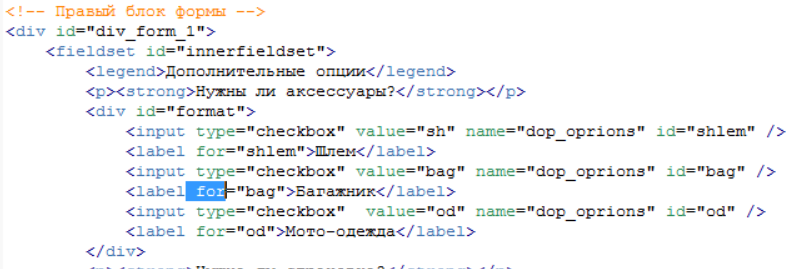 <!-- Правый блок формы -->
<div id="div_form_1">
<fieldset id="innerfieldset">
<legend>Дополнительные опции</legend>
<p><strong>Нужны ли аксессуары?</strong></p>
<div id="format">
<input type="checkbox" value="sh" name="dop_oprions" id="shlem" />
<label for="shlem">Шлем</label>
<input type="checkbox" value="bag" name="dop_oprions" id="bag" />
<label for="bag">Багажник</label>
<input type="checkbox"  value="od" name="dop_oprions" id="od" />
<label for="od">Мото-одежда</label>
</div>